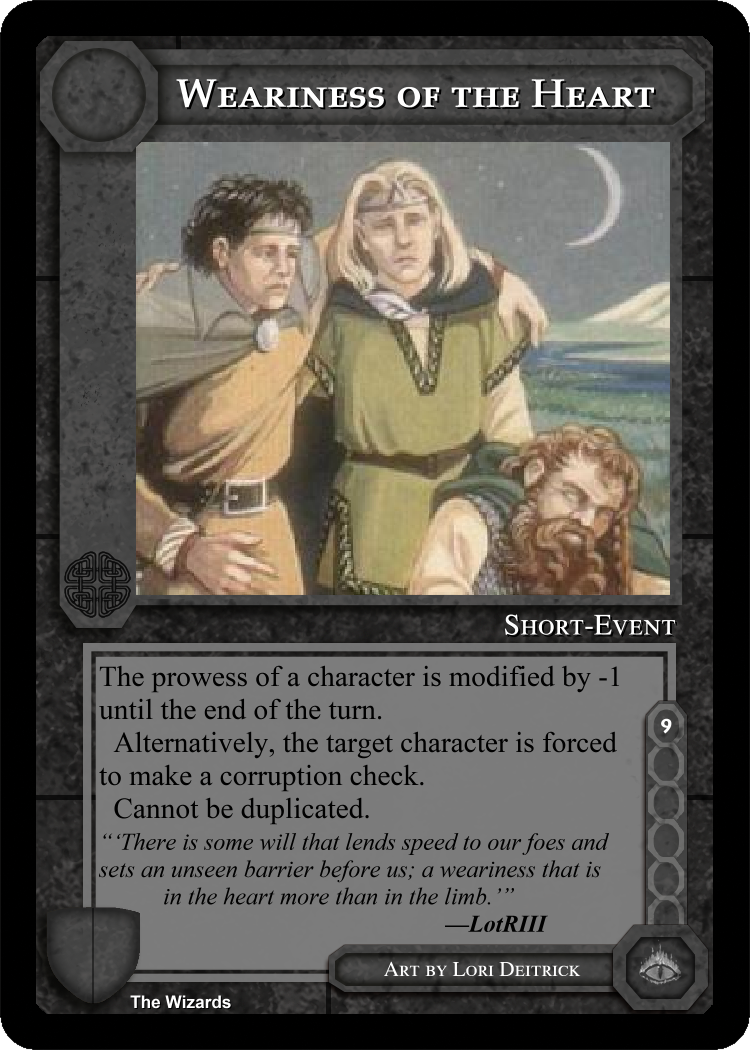 Weariness of the Heart
Short-Event
The prowess of a character is modified by -1
until the end of the turn.
Alternatively, the target character is forced
to make a corruption check.
Cannot be duplicated.
“‘There is some will that lends speed to our foes and
sets an unseen barrier before us; a weariness that is
in the heart more than in the limb.’”
—LotRIII
9
Art by Lori Deitrick
The Wizards